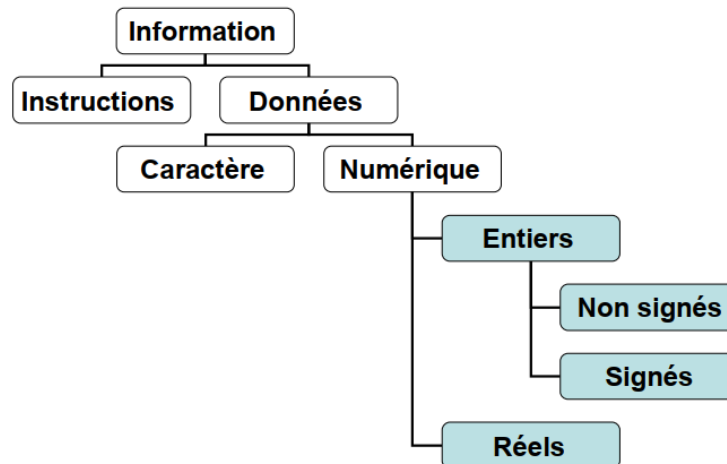 Information
Instructions
Données
Caractère
Numérique
Entiers
Non signés
Signés
Réels